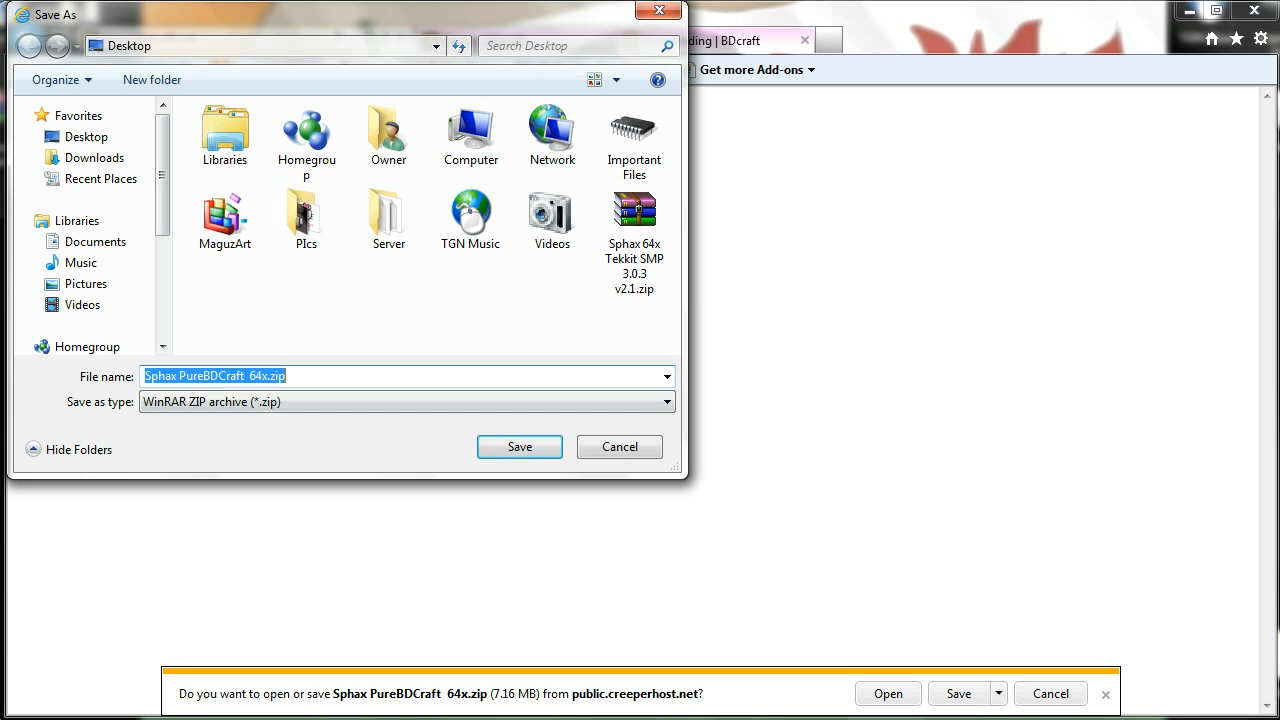 Save As
Desktop
Search Desktop
ding | BDcraft
Organize
New folder
Get more Add-ons
Favorites
Desktop
Downloads
Recent Places
Libraries
Documents
Music
Pictures
Videos
Homegroup
Libraries
Homegrou
p
Owner
Computer
Network
Important
Files
MaguzArt
PIcs
Server
TGN Music
Videos
Sphax 64x
Tekkit SMP
3.0.3
v2.1.zip
File name:
Sphax PureBDCraft  64x.zip
Save as type:
WinRAR ZIP archive (*.zip)
Hide Folders
Save
Cancel
Do you want to open or save Sphax PureBDCraft  64x.zip (7.16 MB) from public.creeperhost.net?
Open
Save
Cancel